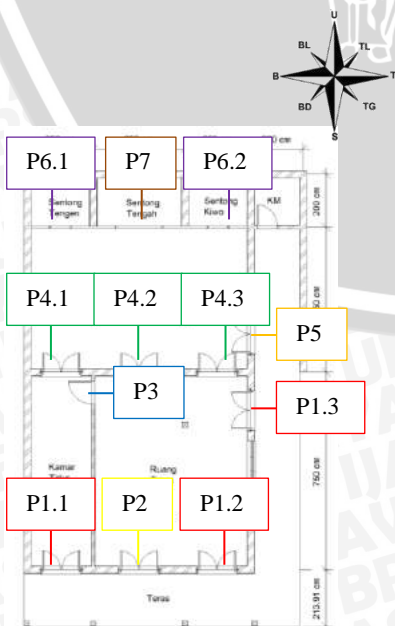 U
BL TL
B T
BD TG
S
P6.1 P7 P6.2
Sentong Tengen
Sentong Tengah
Sentong Kiwo
KM
200 cm
P4.1 P4.2 P4.3
P5
P3
P1.3
Kamar
Ruang
750 cm
P1.1 P2 P1.2
Teras
213.91 cm